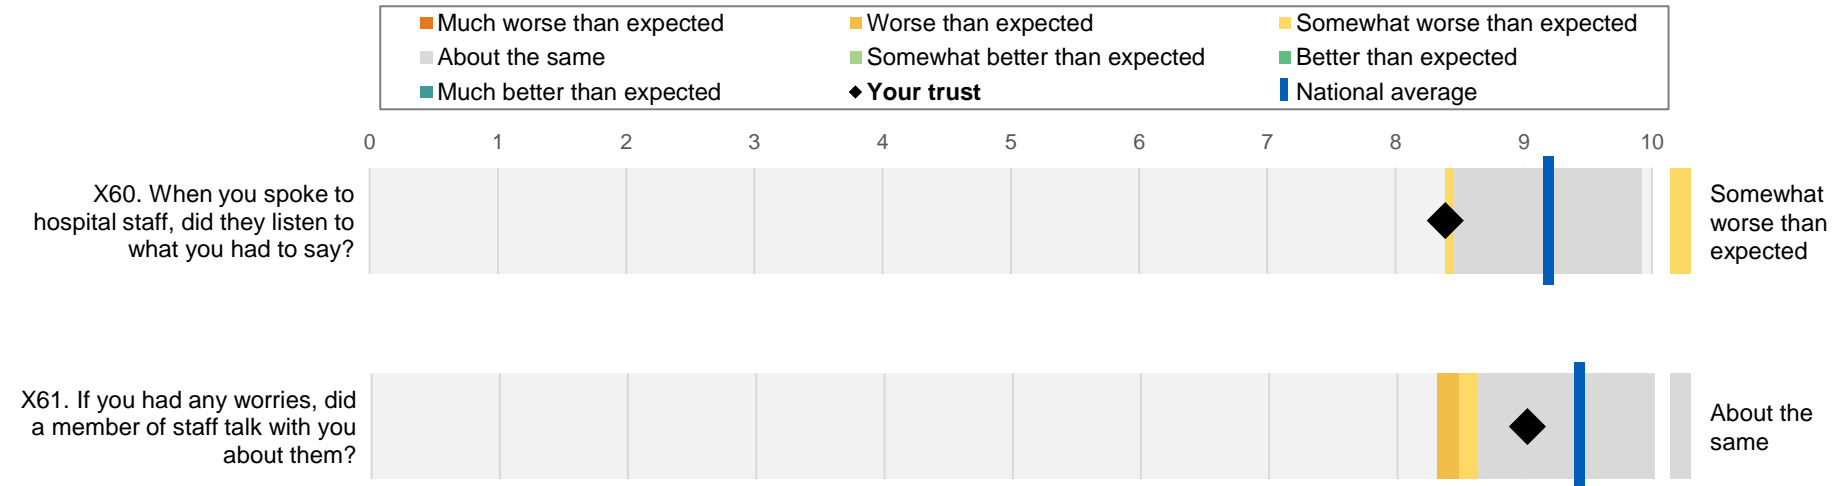 Much worse than expected
Worse than expected
Somewhat worse than expected
About the same
Somewhat better than expected
Better than expected
Much better than expected
Your trust
National average
0 1 2 3 4 5 6 7 8 9 10
X60. When you spoke to
hospital staff, did they listen to
what you had to say?
Somewhat
worse than
expected
X61. If you had any worries, did
a member of staff talk with you
about them?
About the
same